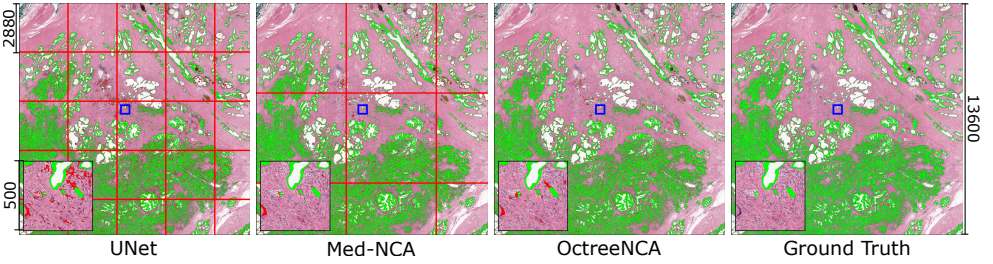 2880
500
13600
UNet
Med-NCA
OctreeNCA
Ground Truth